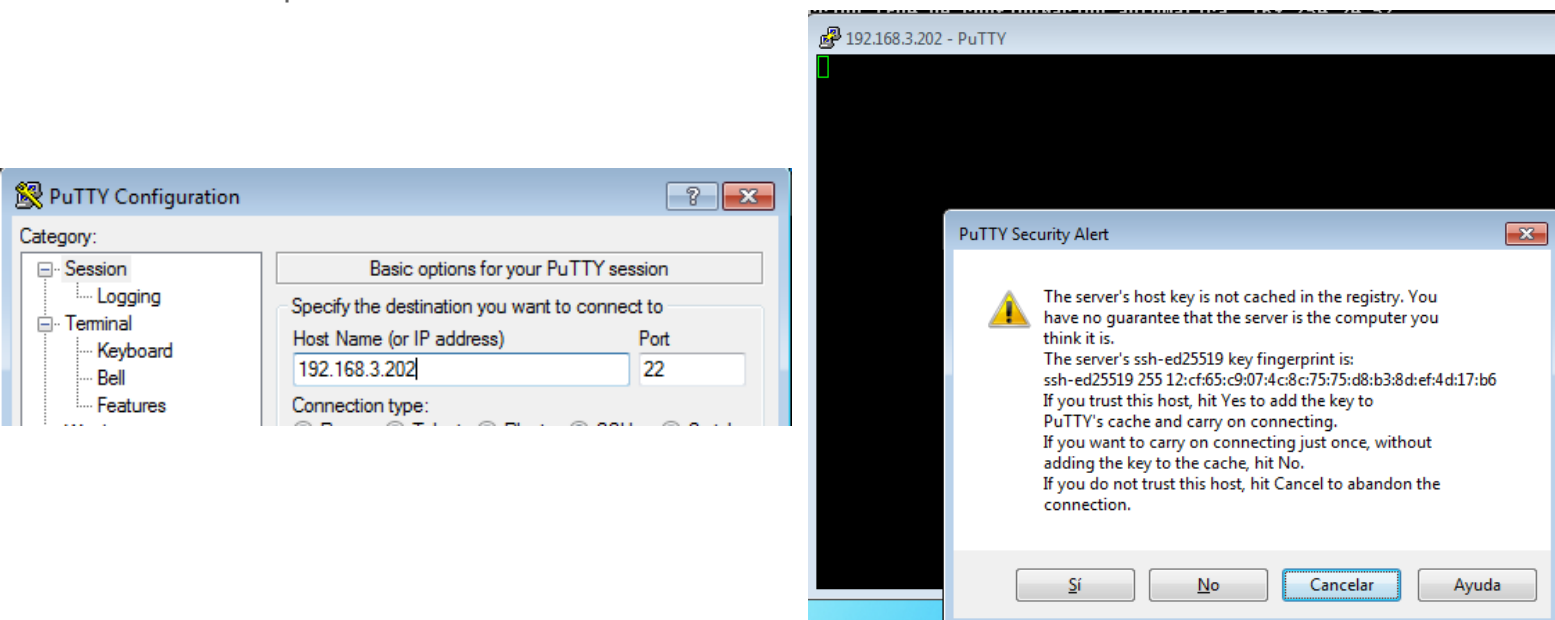 PuTTY Configuration
Category:
Session
Logging
Terminal
Keyboard
Bell
Features
Basic options for your PuTTY session
Specify the destination you want to connect to
Host Name (or IP address) Port
192.168.3.202 22
Connection type:
192.168.3.202 - PuTTY
PuTTY Security Alert
The server's host key is not cached in the registry. You
have no guarantee that the server is the computer you
think it is.
The server's ssh-ed25519 key fingerprint is:
ssh-ed25519 255 12:cf:65:c9:07:4c:8c:75:75:d8:b3:8d:ef:4d:17:b6
If you trust this host, hit Yes to add the key to
PuTTY's cache and carry on connecting.
If you want to carry on connecting just once, without
adding the key to the cache, hit No.
If you do not trust this host, hit Cancel to abandon the
connection.
Sí No Cancelar Ayuda